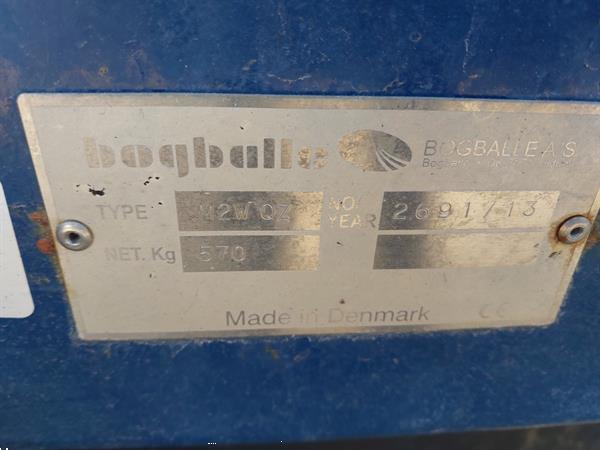 bogballe BOGBALLE A/S
TYPE M2W QZ NO/ YEAR 2691/13
NET. Kg 570
Made in Denmark CE